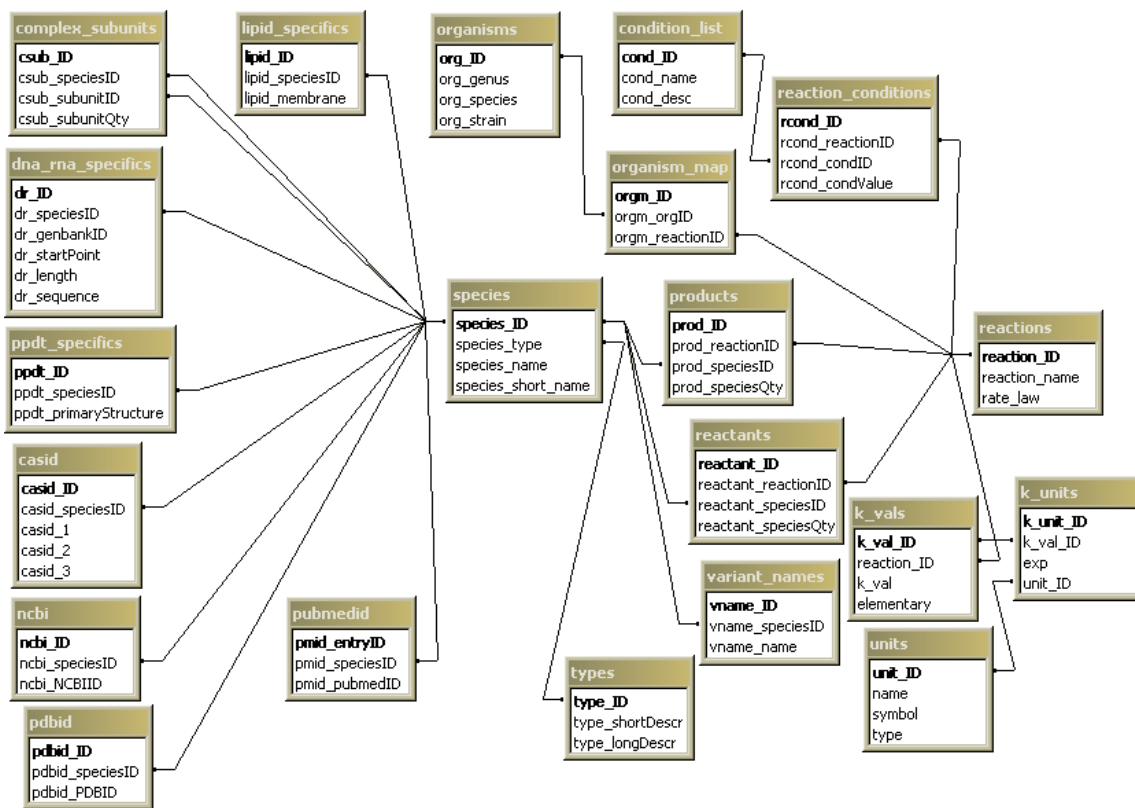 complex_subunits
csub_ID
csub_speciesID
csub_subunitID
csub_subunitQty
lipid_specifics
lipid_ID
lipid_speciesID
lipid_membrane
organisms
org_ID
org_genus
org_species
org_strain
condition_list
cond_ID
cond_name
cond_desc
reaction_conditions
rcond_ID
rcond_reactionID
rcond_condID
rcond_condValue
dna_rna_specifics
dr_ID
dr_speciesID
dr_genbankID
dr_startPoint
dr_length
dr_sequence
organism_map
orgm_ID
orgm_orgID
orgm_reactionID
species
species_ID
species_type
species_name
species_short_name
products
prod_ID
prod_reactionID
prod_speciesID
prod_speciesQty
reactions
reaction_ID
reaction_name
rate_law
ppdt_specifics
ppdt_ID
ppdt_speciesID
ppdt_primaryStructure
reactants
reactant_ID
reactant_reactionID
reactant_speciesID
reactant_speciesQty
casid
casid_ID
casid_speciesID
casid_1
casid_2
casid_3
k_vals
k_val_ID
reaction_ID
k_val
elementary
k_units
k_unit_ID
k_val_ID
exp
unit_ID
variant_names
vname_ID
vname_speciesID
vname_name
ncbi
ncbi_ID
ncbi_speciesID
ncbi_NCBIID
pubmedid
pmid_entryID
pmid_speciesID
pmid_pubmedID
types
type_ID
type_shortDescr
type_longDescr
units
unit_ID
name
symbol
type
pdbid
pdbid_ID
pdbid_speciesID
pdbid_PDBID